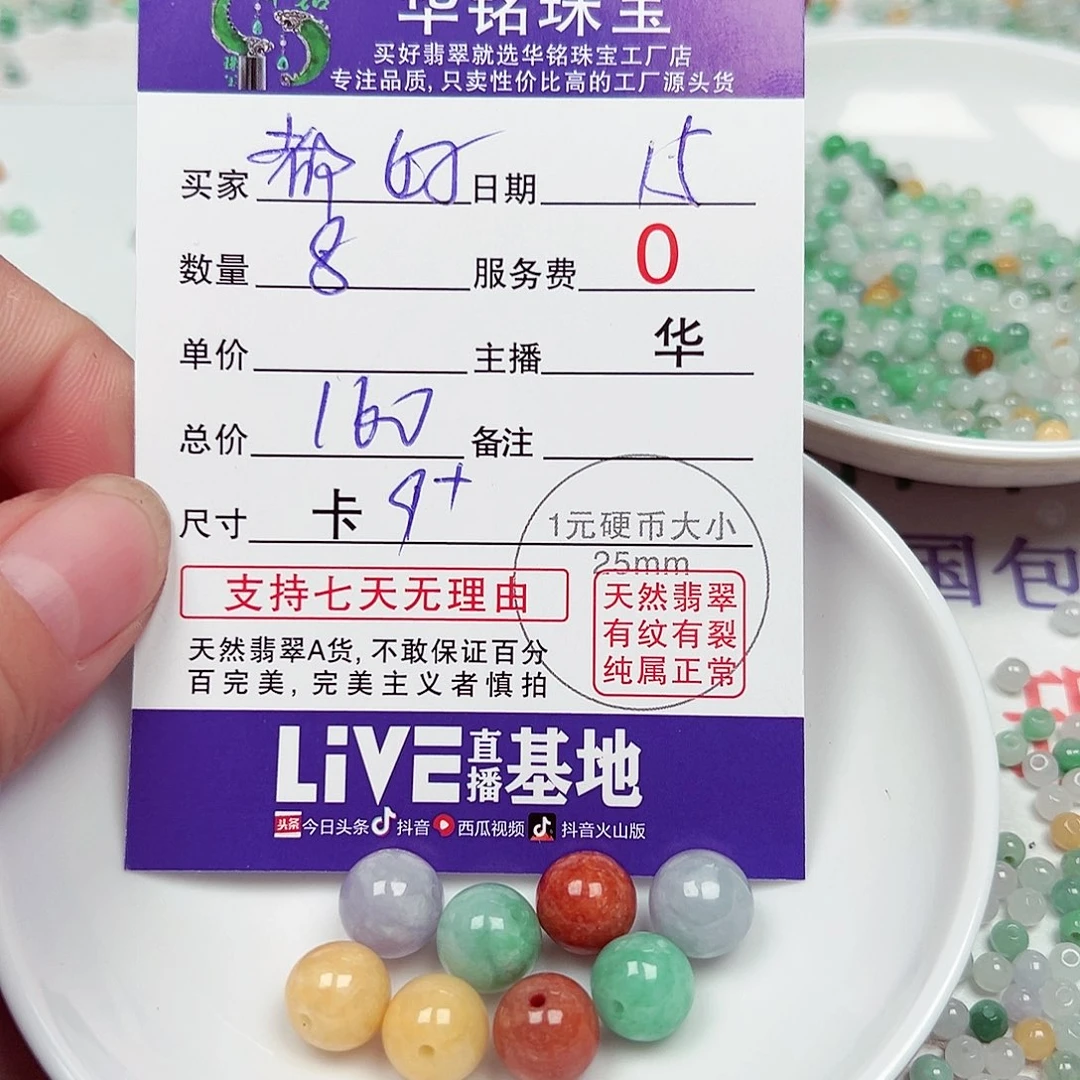 华铭珠宝
买好翡翠就选华铭珠宝工厂店
专注品质,只卖性价比高的工厂源头货
买家 日期 15
数量 8 服务费 0
单价 主播 华
总价 160 备注
尺寸 卡 9+
1元硬币大小
25mm
支持七天无理由
天然翡翠
有纹有裂
纯属正常
天然翡翠A货,不敢保证百分
百完美,完美主义者慎拍
LiVE直播基地
头条 今日头条 抖音 西瓜视频 抖音火山版
国包